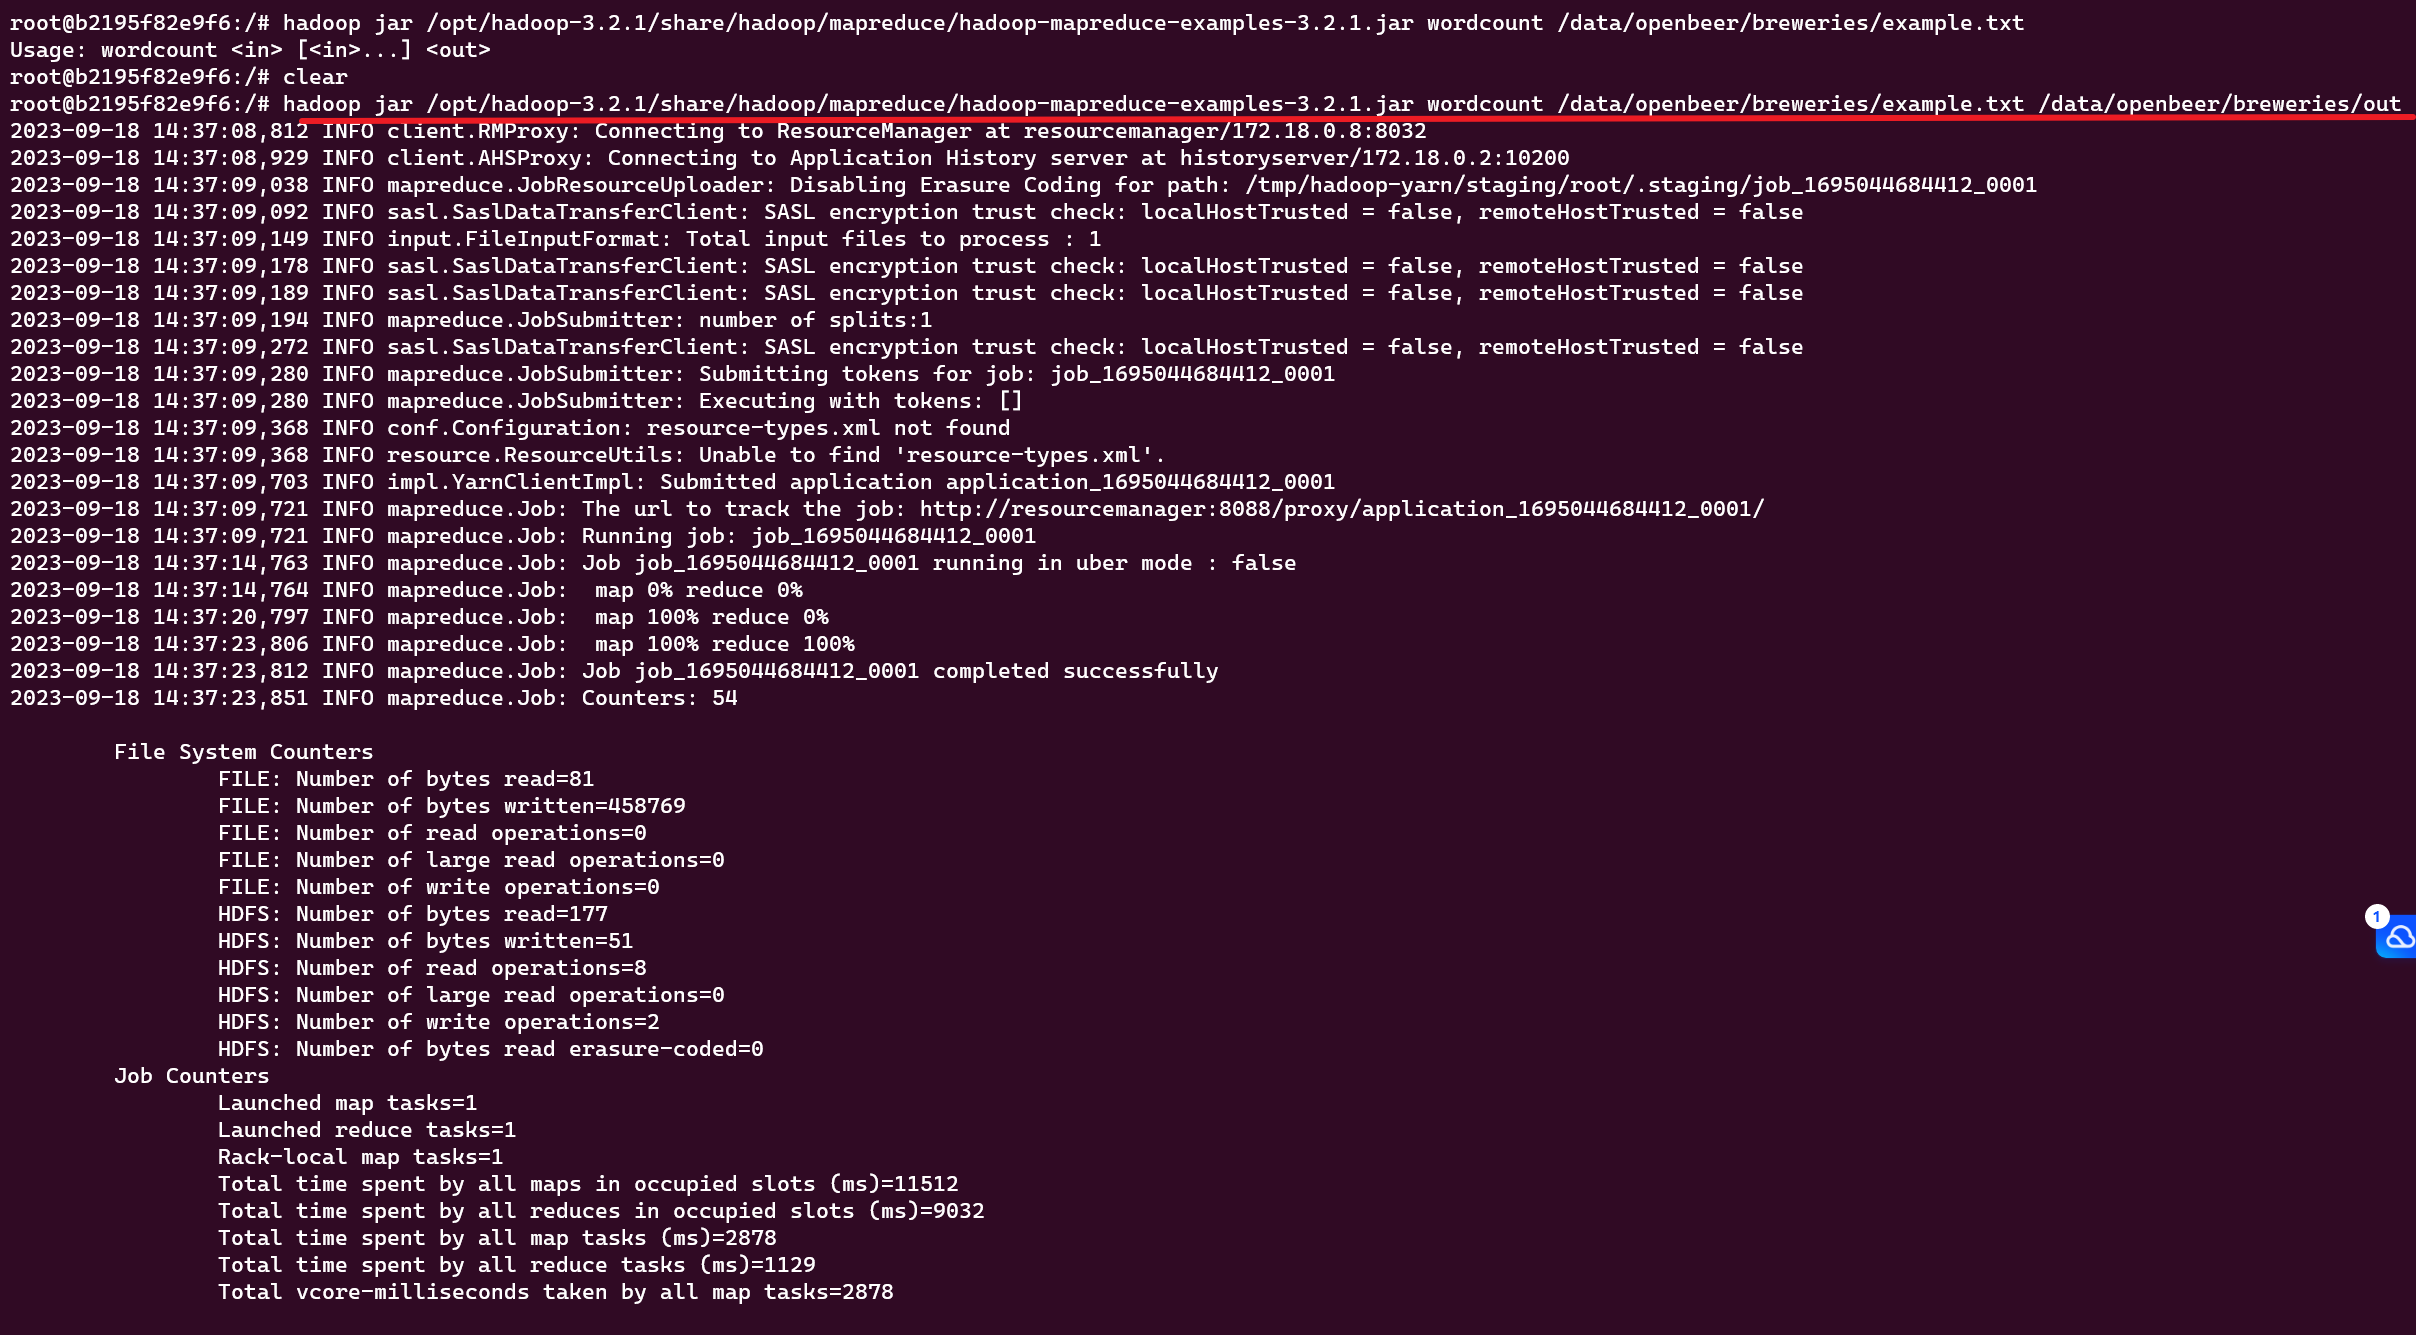 root@b2195f82e9f6:/# hadoop jar /opt/hadoop-3.2.1/share/hadoop/mapreduce/hadoop-mapreduce-examples-3.2.1.jar wordcount /data/openbeer/breweries/example.txt
Usage: wordcount <in> [<in>...] <out>
root@b2195f82e9f6:/# clear
root@b2195f82e9f6:/# hadoop jar /opt/hadoop-3.2.1/share/hadoop/mapreduce/hadoop-mapreduce-examples-3.2.1.jar wordcount /data/openbeer/breweries/example.txt /data/openbeer/breweries/out
2023-09-18 14:37:08,812 INFO client.RMProxy: Connecting to ResourceManager at resourcemanager/172.18.0.8:8032
2023-09-18 14:37:08,929 INFO client.AHSProxy: Connecting to Application History server at historyserver/172.18.0.2:10200
2023-09-18 14:37:09,038 INFO mapreduce.JobResourceUploader: Disabling Erasure Coding for path: /tmp/hadoop-yarn/staging/root/.staging/job_1695044684412_0001
2023-09-18 14:37:09,092 INFO sasl.SaslDataTransferClient: SASL encryption trust check: localHostTrusted = false, remoteHostTrusted = false
2023-09-18 14:37:09,149 INFO input.FileInputFormat: Total input files to process : 1
2023-09-18 14:37:09,178 INFO sasl.SaslDataTransferClient: SASL encryption trust check: localHostTrusted = false, remoteHostTrusted = false
2023-09-18 14:37:09,189 INFO sasl.SaslDataTransferClient: SASL encryption trust check: localHostTrusted = false, remoteHostTrusted = false
2023-09-18 14:37:09,194 INFO mapreduce.JobSubmitter: number of splits:1
2023-09-18 14:37:09,272 INFO sasl.SaslDataTransferClient: SASL encryption trust check: localHostTrusted = false, remoteHostTrusted = false
2023-09-18 14:37:09,280 INFO mapreduce.JobSubmitter: Submitting tokens for job: job_1695044684412_0001
2023-09-18 14:37:09,280 INFO mapreduce.JobSubmitter: Executing with tokens: []
2023-09-18 14:37:09,368 INFO conf.Configuration: resource-types.xml not found
2023-09-18 14:37:09,368 INFO resource.ResourceUtils: Unable to find 'resource-types.xml'.
2023-09-18 14:37:09,703 INFO impl.YarnClientImpl: Submitted application application_1695044684412_0001
2023-09-18 14:37:09,721 INFO mapreduce.Job: The url to track the job: http://resourcemanager:8088/proxy/application_1695044684412_0001/
2023-09-18 14:37:09,721 INFO mapreduce.Job: Running job: job_1695044684412_0001
2023-09-18 14:37:14,763 INFO mapreduce.Job: Job job_1695044684412_0001 running in uber mode : false
2023-09-18 14:37:14,764 INFO mapreduce.Job:  map 0% reduce 0%
2023-09-18 14:37:20,797 INFO mapreduce.Job:  map 100% reduce 0%
2023-09-18 14:37:23,806 INFO mapreduce.Job:  map 100% reduce 100%
2023-09-18 14:37:23,812 INFO mapreduce.Job: Job job_1695044684412_0001 completed successfully
2023-09-18 14:37:23,851 INFO mapreduce.Job: Counters: 54
File System Counters
FILE: Number of bytes read=81
FILE: Number of bytes written=458769
FILE: Number of read operations=0
FILE: Number of large read operations=0
FILE: Number of write operations=0
HDFS: Number of bytes read=177
HDFS: Number of bytes written=51
HDFS: Number of read operations=8
HDFS: Number of large read operations=0
HDFS: Number of write operations=2
HDFS: Number of bytes read erasure-coded=0
Job Counters
Launched map tasks=1
Launched reduce tasks=1
Rack-local map tasks=1
Total time spent by all maps in occupied slots (ms)=11512
Total time spent by all reduces in occupied slots (ms)=9032
Total time spent by all map tasks (ms)=2878
Total time spent by all reduce tasks (ms)=1129
Total vcore-milliseconds taken by all map tasks=2878
1